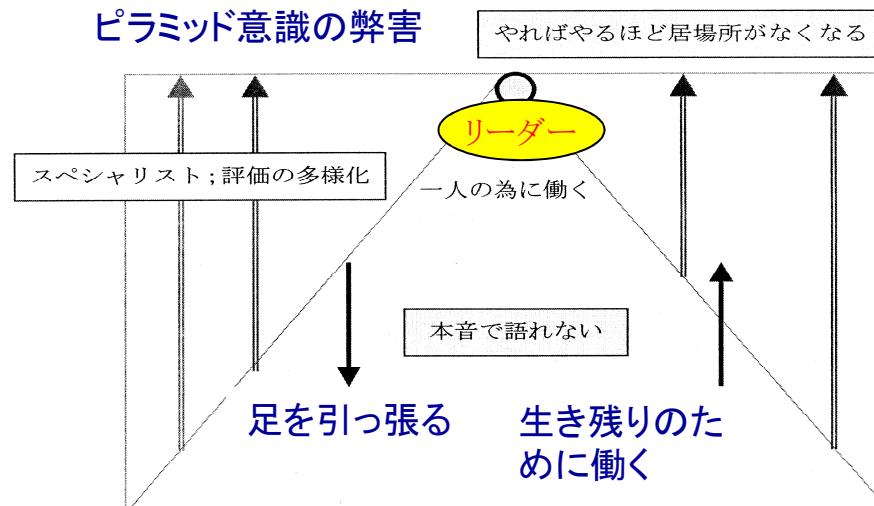 ピラミッド意識の弊害
やればやるほど居場所がなくなる
リーダー
スペシャリスト;評価の多様化
一人の為に働く
本音で語れない
足を引っ張る
生き残りのた
めに働く